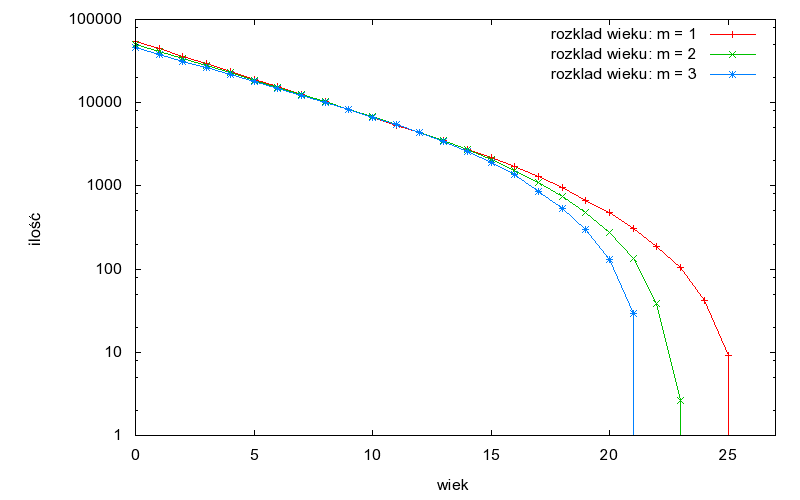 100000
10000
1000
100
10
1
0
5
10
15
20
25
ilość
wiek
rozklad wieku: m = 1
rozklad wieku: m = 2
rozklad wieku: m = 3